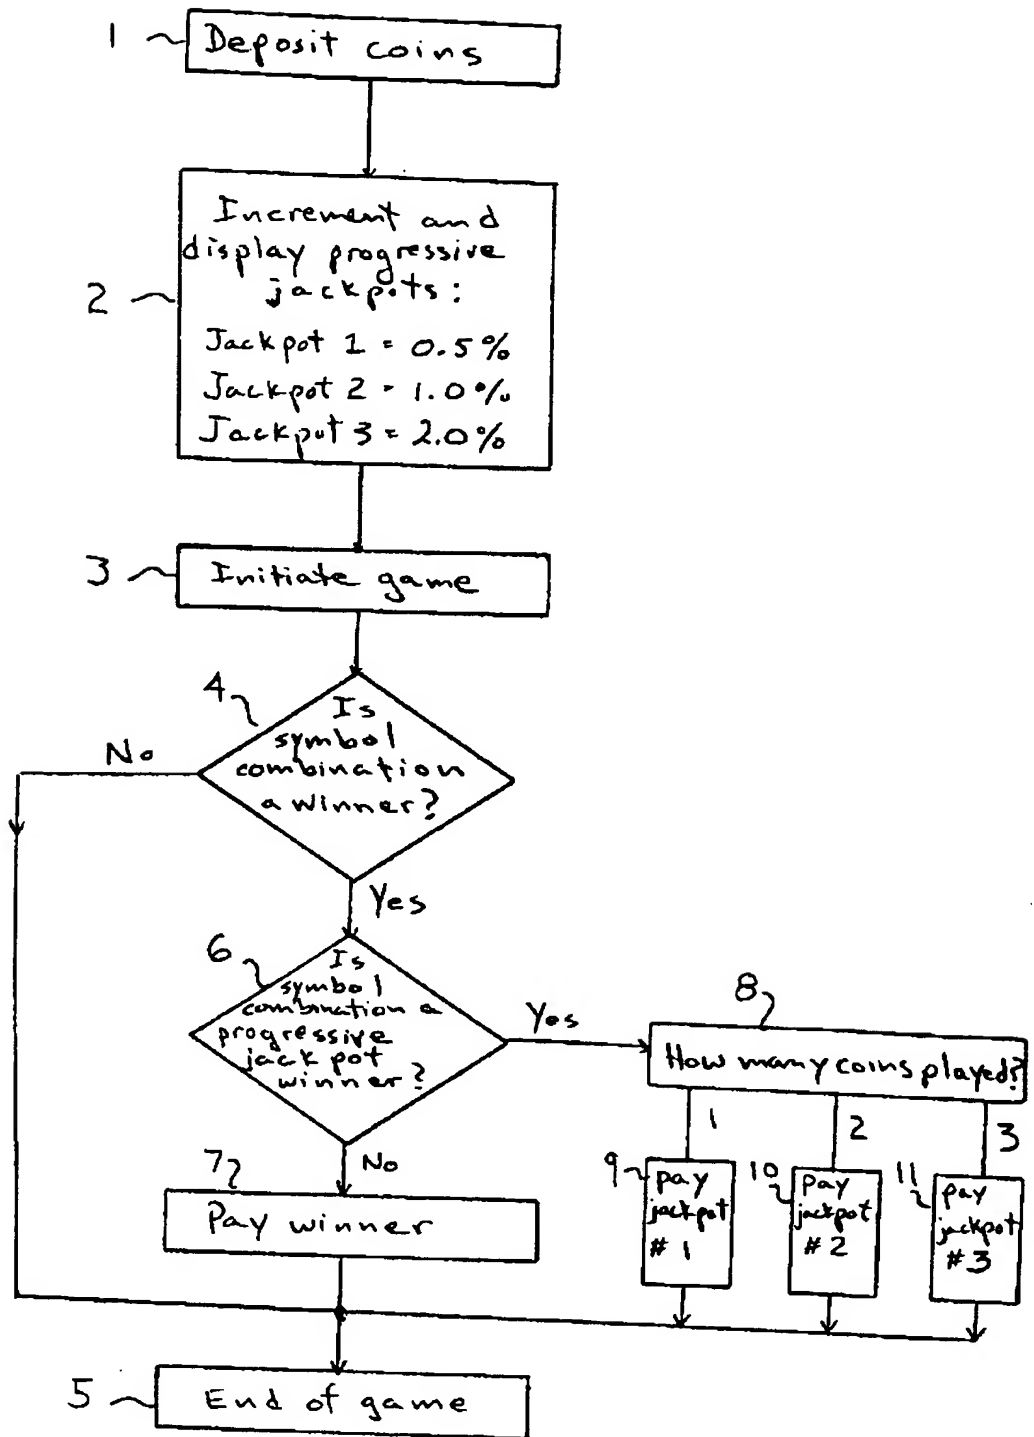 1
Deposit coins
2
Increment and
display progressive
jackpots:
Jackpot 1 = 0.5%
Jackpot 2 = 1.0%
Jackpot 3 = 2.0%
3
Initiate game
4
Is
symbol
combination
a winner?
No
Yes
6
Is
symbol
combination a
progressive
jack pot
winner?
Yes
8
How many coins played?
1
2
3
9
pay
jackpot
# 1
10
pay
jackpot
# 2
11
pay
jackpot
# 3
No
7
Pay winner
5
End of game